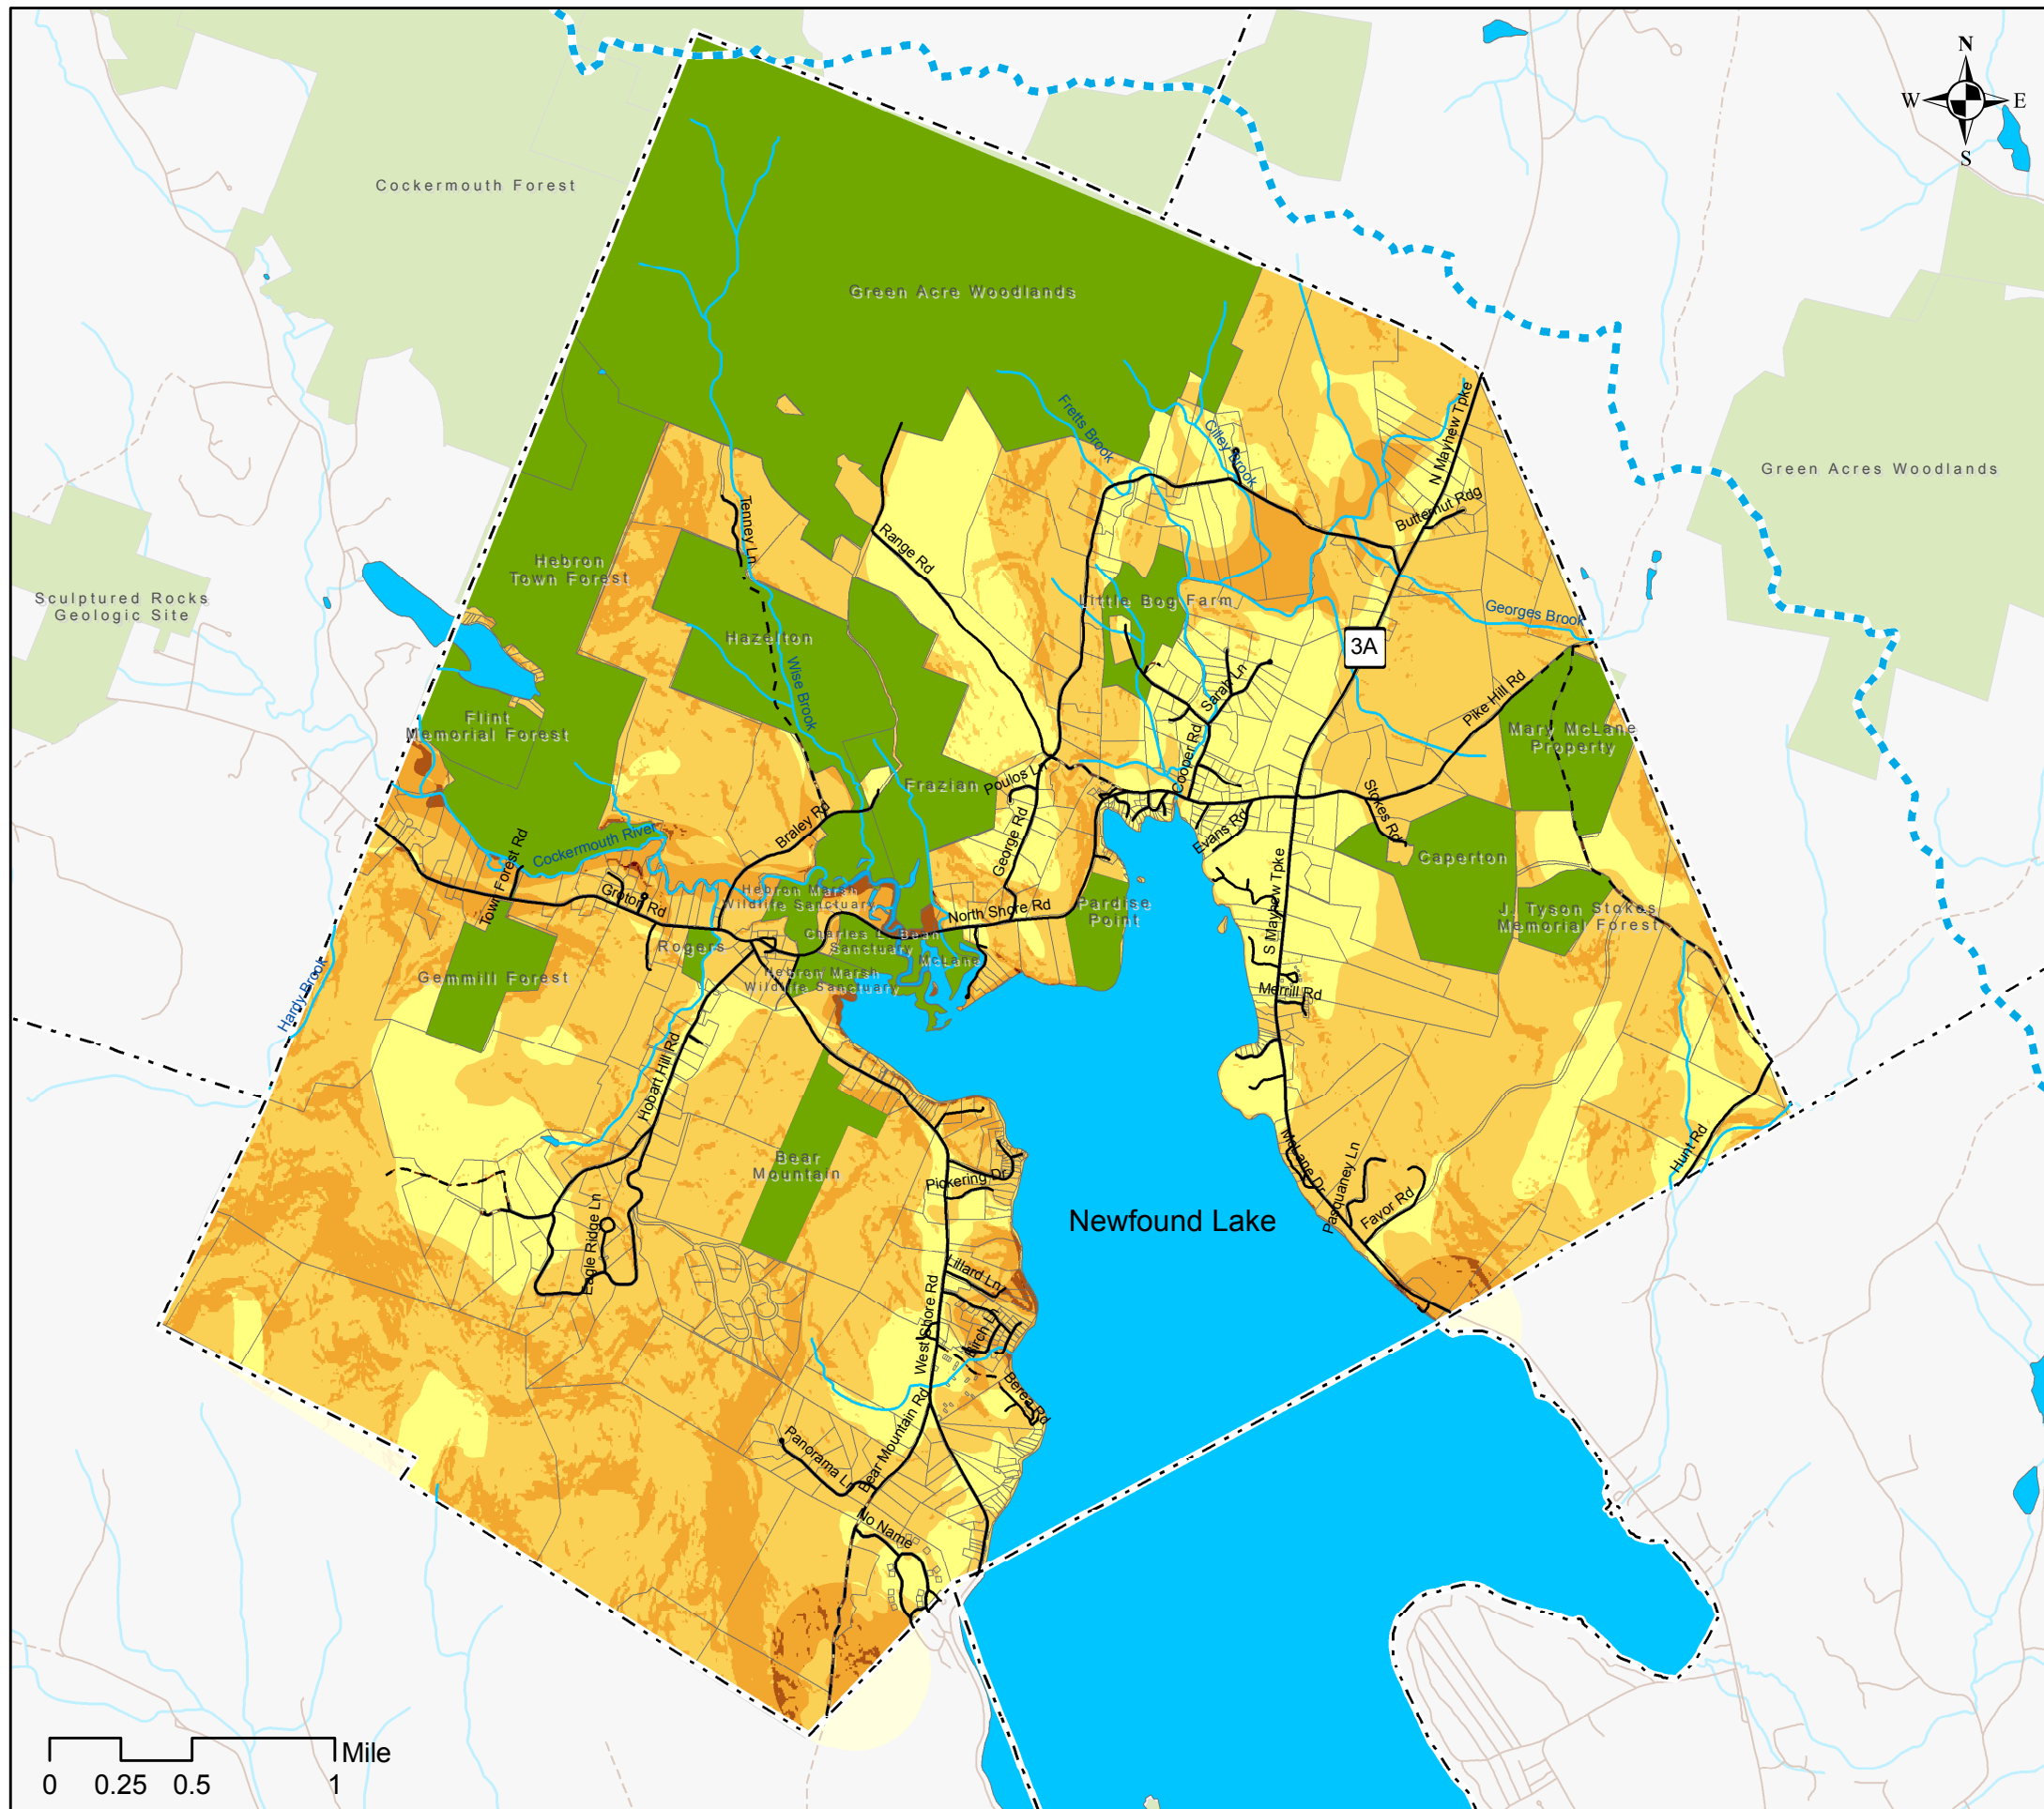 N
W E
S
Cockermouth Forest
Green Acre Woodlands
N Mayhew Tpke
Fretts Brook
Cilley Brook
Green Acres Woodlands
Butternut Rdg
Tenney Ln
Range Rd
Hebron
Town Forest
Sculptured Rocks
Geologic Site
Little Bog Farm
Georges Brook
Hazelton
3A
Wise Brook
Sarah Ln
Pike Hill Rd
Flint
Memorial Forest
Mary McLane
Property
Cooper Rd
Poulos Ln
Frazian
Stokes Rd
Braley Rd
Evans Rd
George Rd
Cockermouth River
Town Forest Rd
Caperton
Hebron Marsh
Wildlife Sanctuary
Groton Rd
North Shore Rd
Pardise
Point
S Mayhew Tpke
J. Tyson Stokes
Memorial Forest
Rogers
Charles L. Bean
Sanctuary
McLane
Hebron Marsh
Wildlife Sanctuary
Gemmill Forest
Hardy Brook
Merrill Rd
Hobart Hill Rd
Bear
Mountain
McLane Dr
Pasquaney Ln
Hunt Rd
Pickering Dr
Favor Rd
Newfound Lake
Eagle Ridge Ln
Lillard Ln
West Shore Rd
Birch Ln
Berea Rd
Bear Mountain Rd
Panorama Ln
No Name
Mile
0 0.25 0.5 1